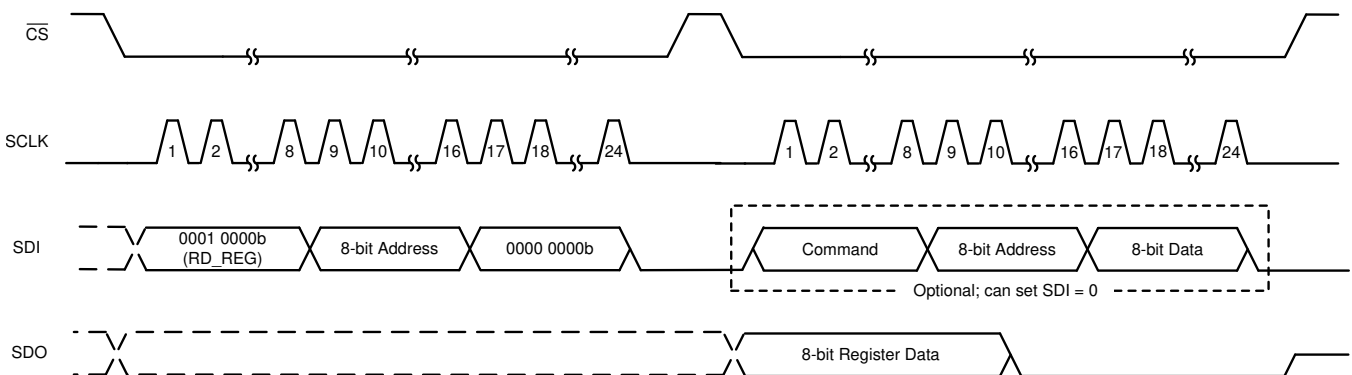 CS
SCLK
1 2 8 9 10 16 17 18 24 1 2 8 9 10 16 17 18 24
SDI
0001 0000b
(RD_REG)
8-bit Address
0000 0000b
Command
8-bit Address
8-bit Data
Optional; can set SDI = 0
SDO
8-bit Register Data